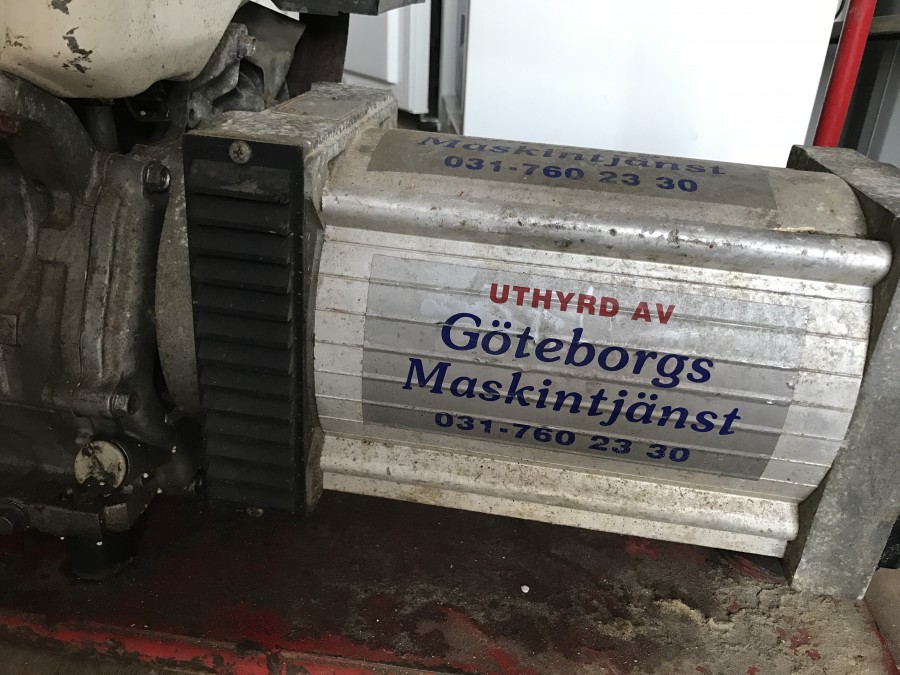 Maskintjänst
031-760 23 30
UTHYRD AV
Göteborgs
Maskintjänst
031-760 23 30